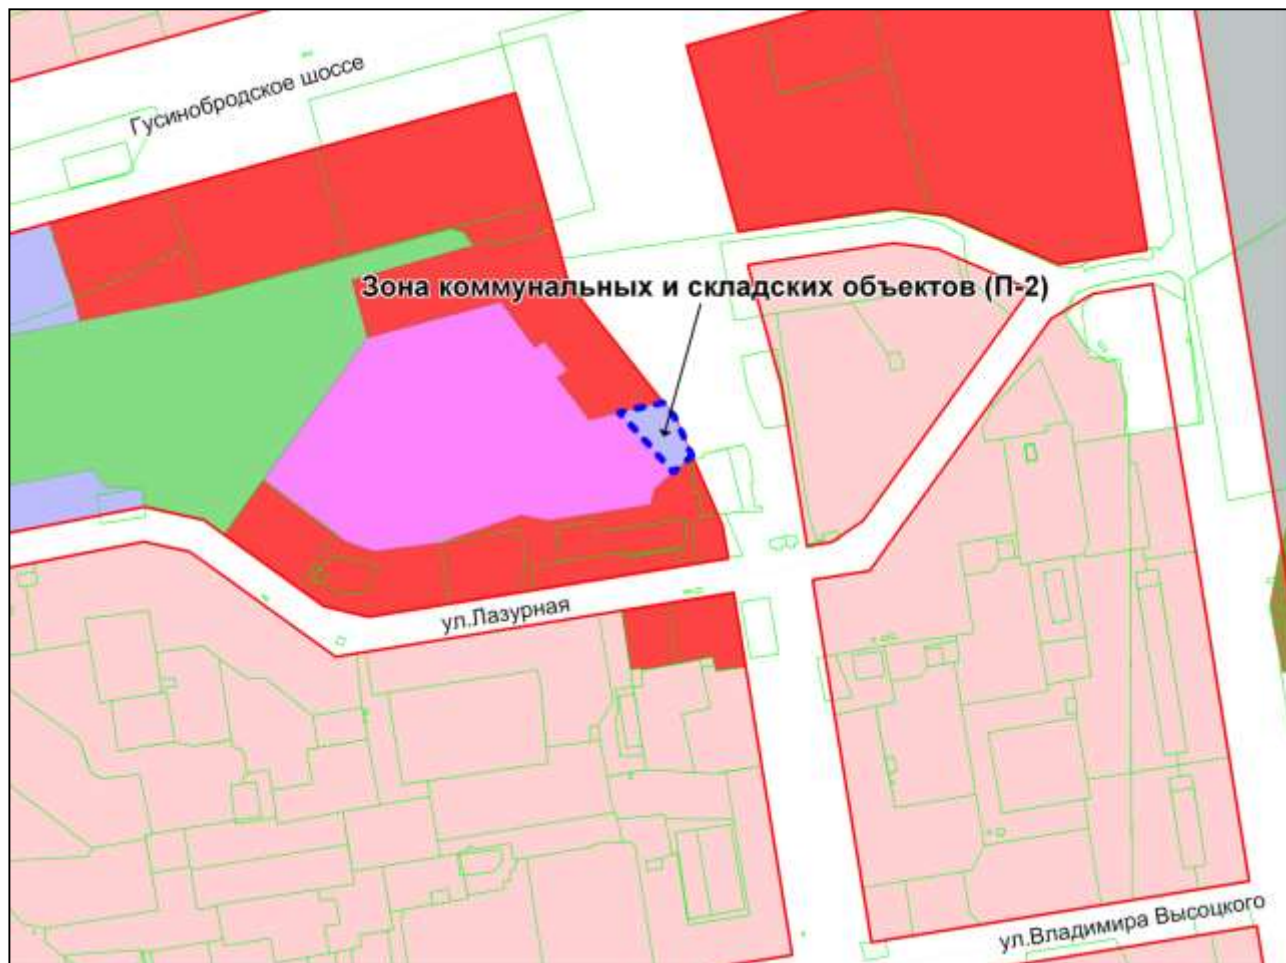 Гусинобродское шоссе
Зона коммунальных и складских объектов (П-2)
ул.Лазурная
ул.Владимира Высоцкого